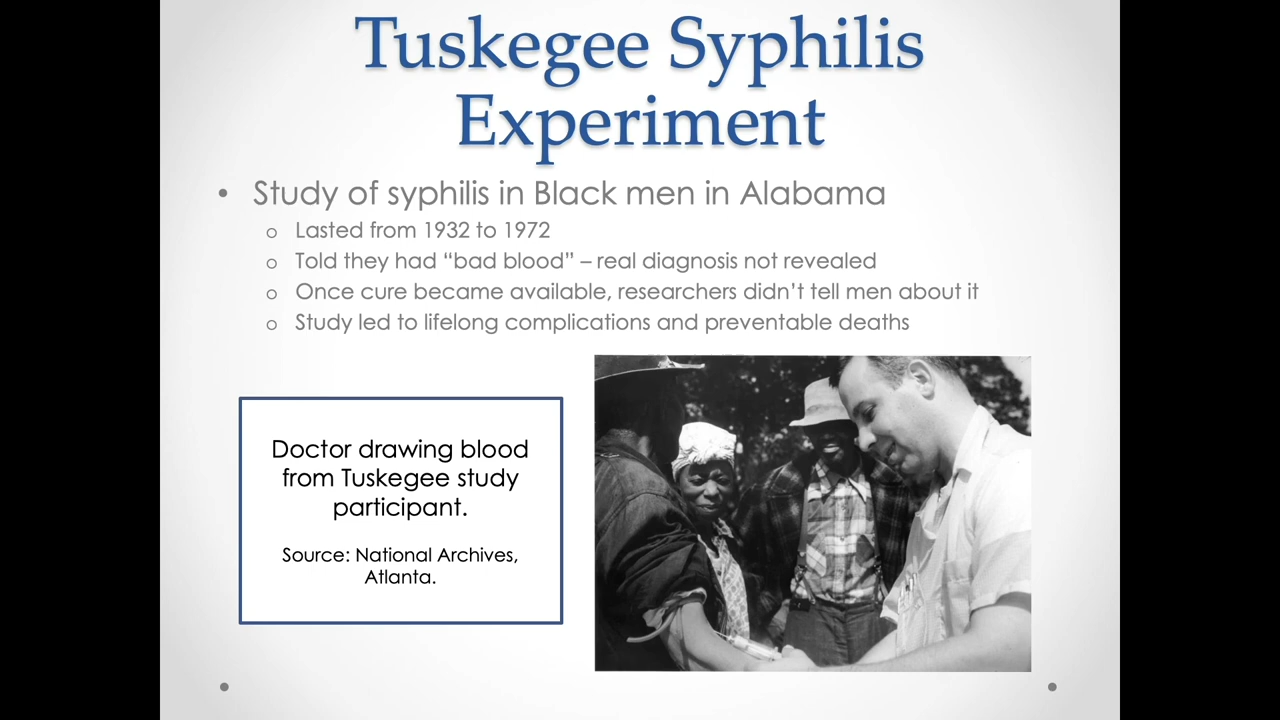 Tuskegee Syphilis
Experiment
• Study of syphilis in Black men in Alabama
o Lasted from 1932 to 1972
o Told they had “bad blood” – real diagnosis not revealed
o Once cure became available, researchers didn’t tell men about it
o Study led to lifelong complications and preventable deaths
Doctor drawing blood
from Tuskegee study
participant.
Source: National Archives,
Atlanta.